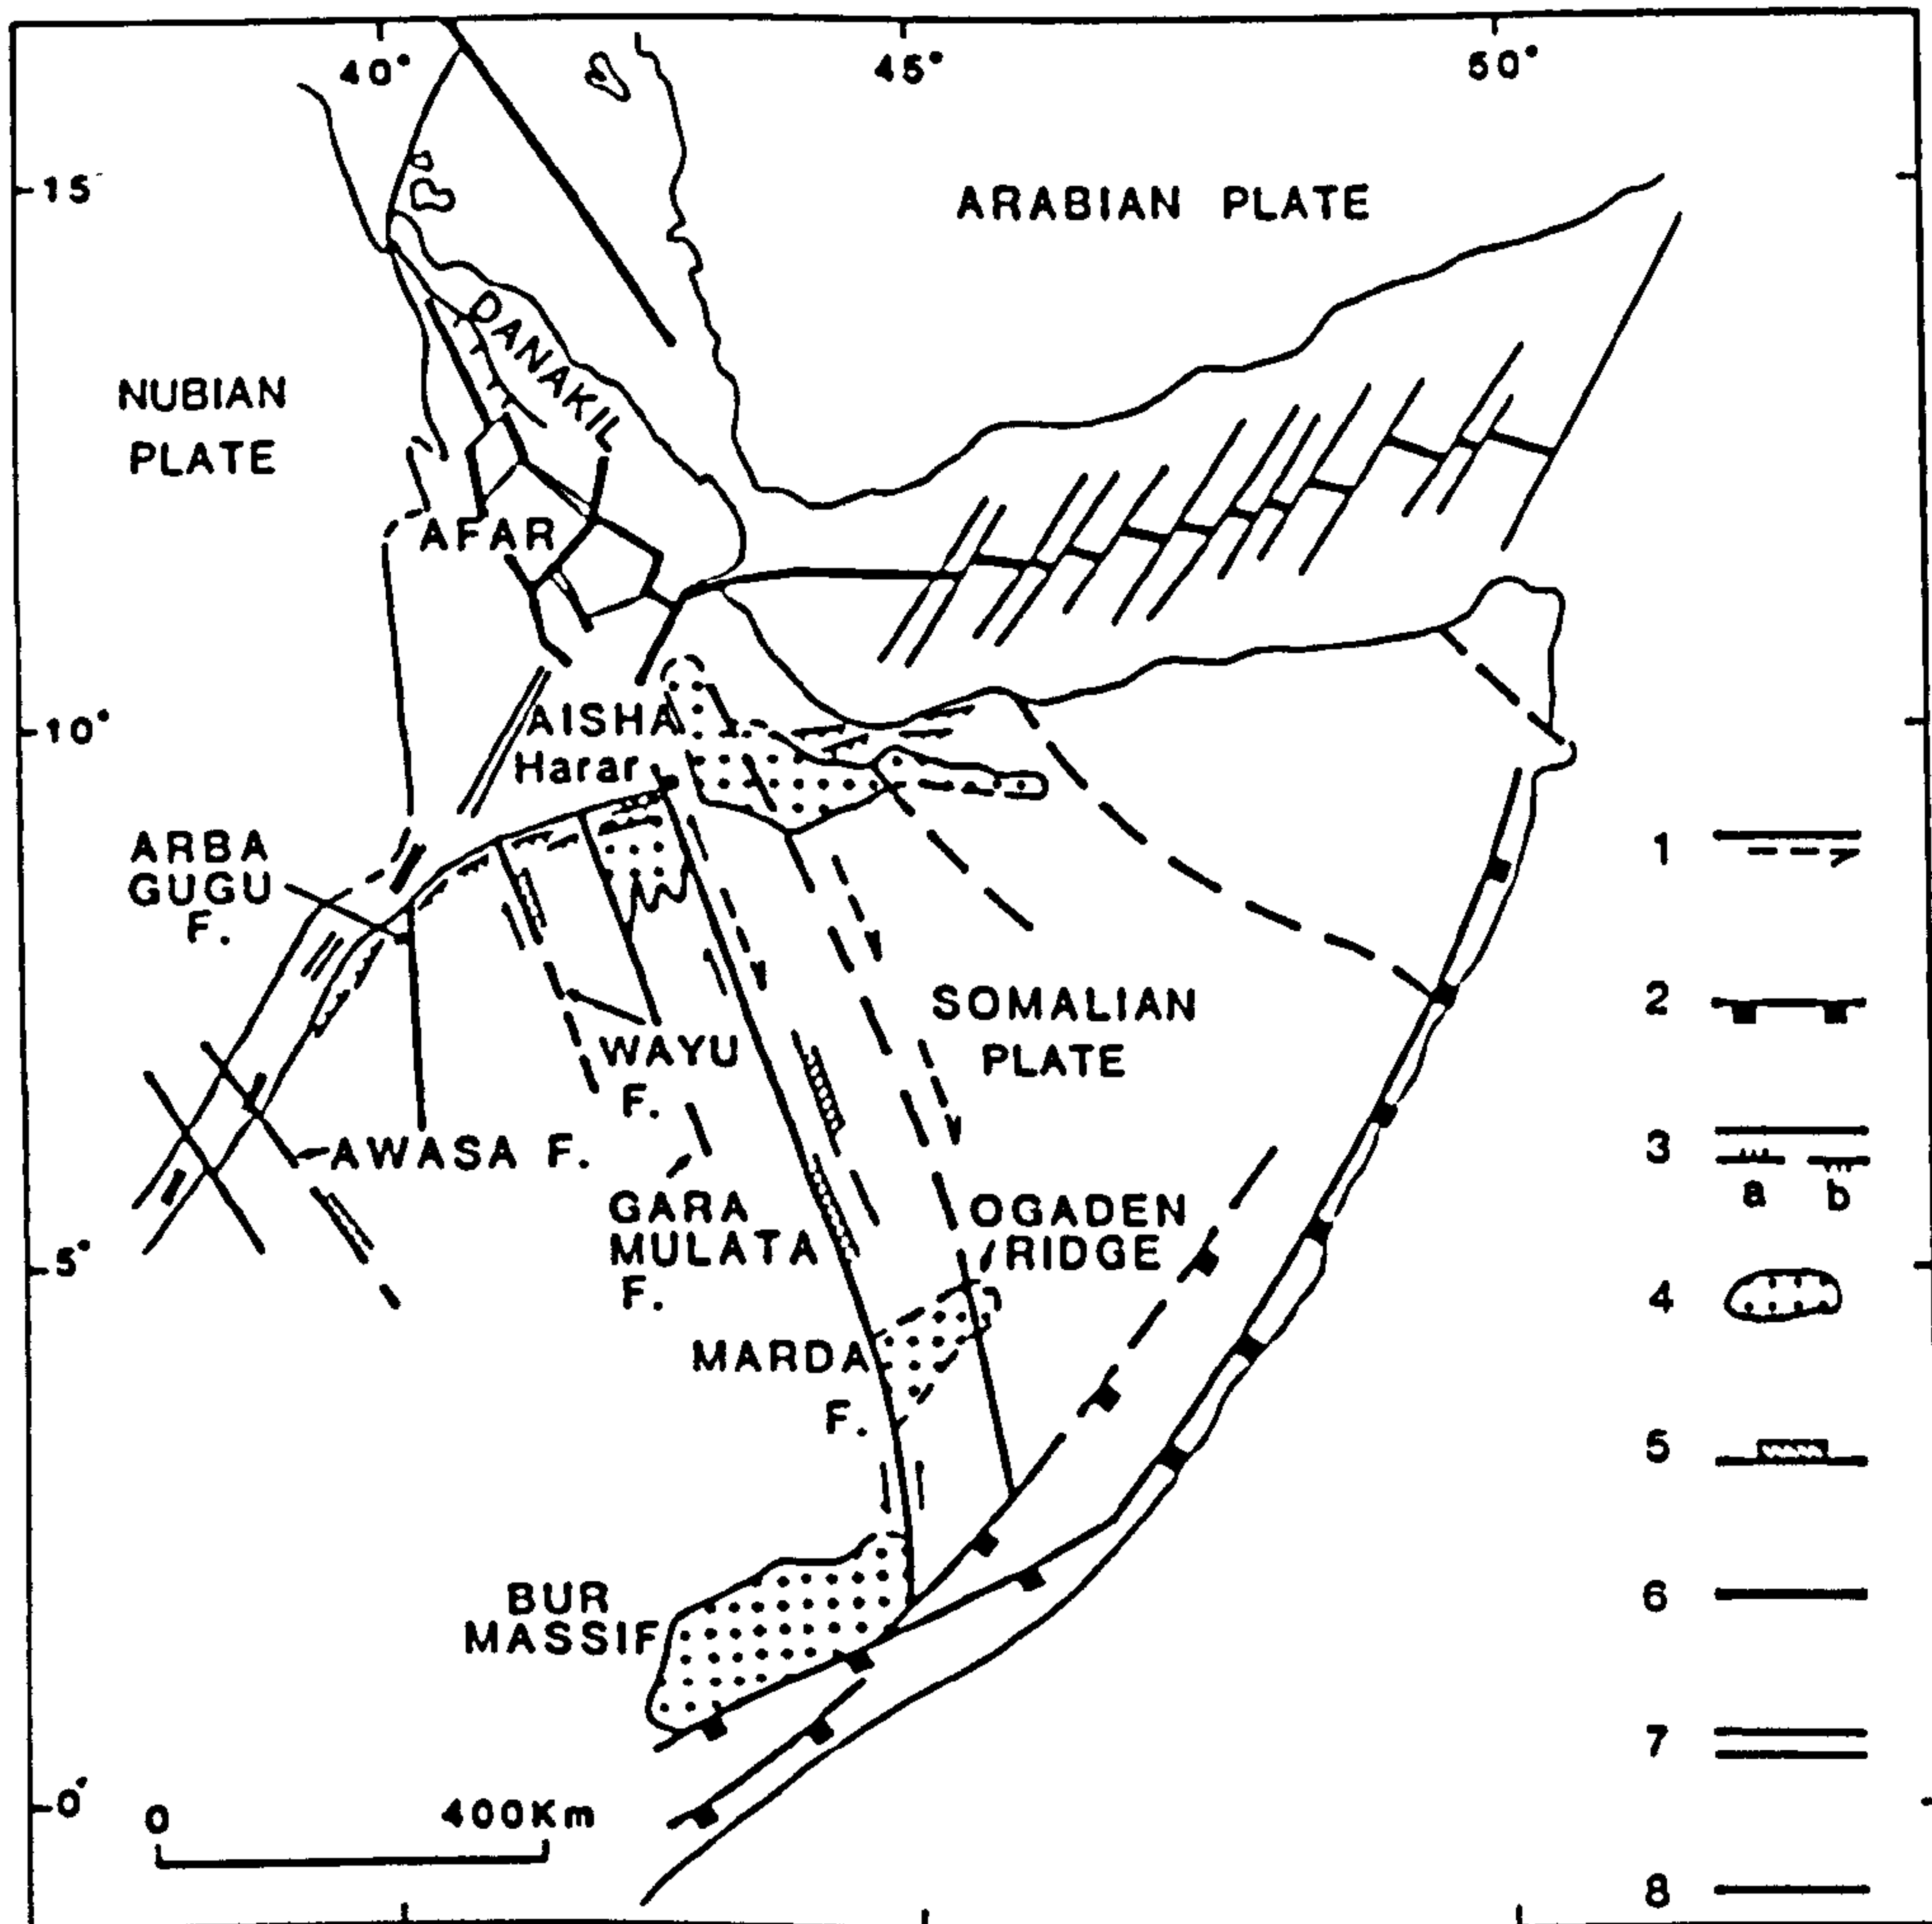 40° 45° 50°
15
ARABIAN PLATE
DANAKIL
NUBIAN
PLATE
AFAR
AISHA
10°
Harar
ARBA
GUGU
F.
1
SOMALIAN
PLATE
2
WAYU
F.
AWASA F.
3
a b
GARA
MULATA
F.
OGADEN
RIDGE
5°
4
MARDA
F.
5
BUR
MASSIF
6
7
0°
0 400Km
8